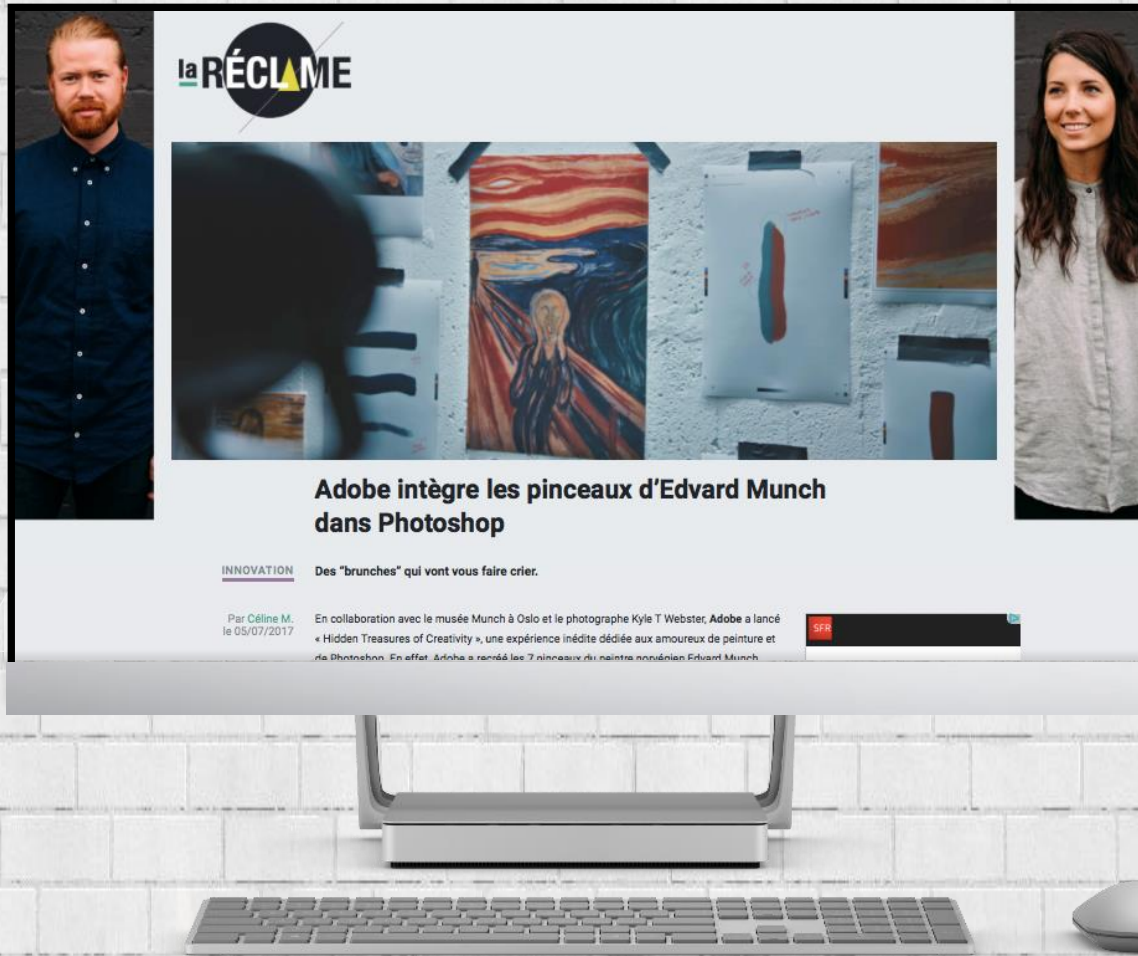 la RÉCLAME
Adobe intègre les pinceaux d’Edvard Munch
dans Photoshop
INNOVATION
Des “brunches” qui vont vous faire crier.
Par Céline M.
le 05/07/2017
En collaboration avec le musée Munch à Oslo et le photographe Kyle T Webster, Adobe a lancé
« Hidden Treasures of Creativity », une expérience inédite dédiée aux amoureux de peinture et
de Photoshop. En effet, Adobe a recréé les 7 pinceaux du peintre norvégien Edvard Munch
SFR